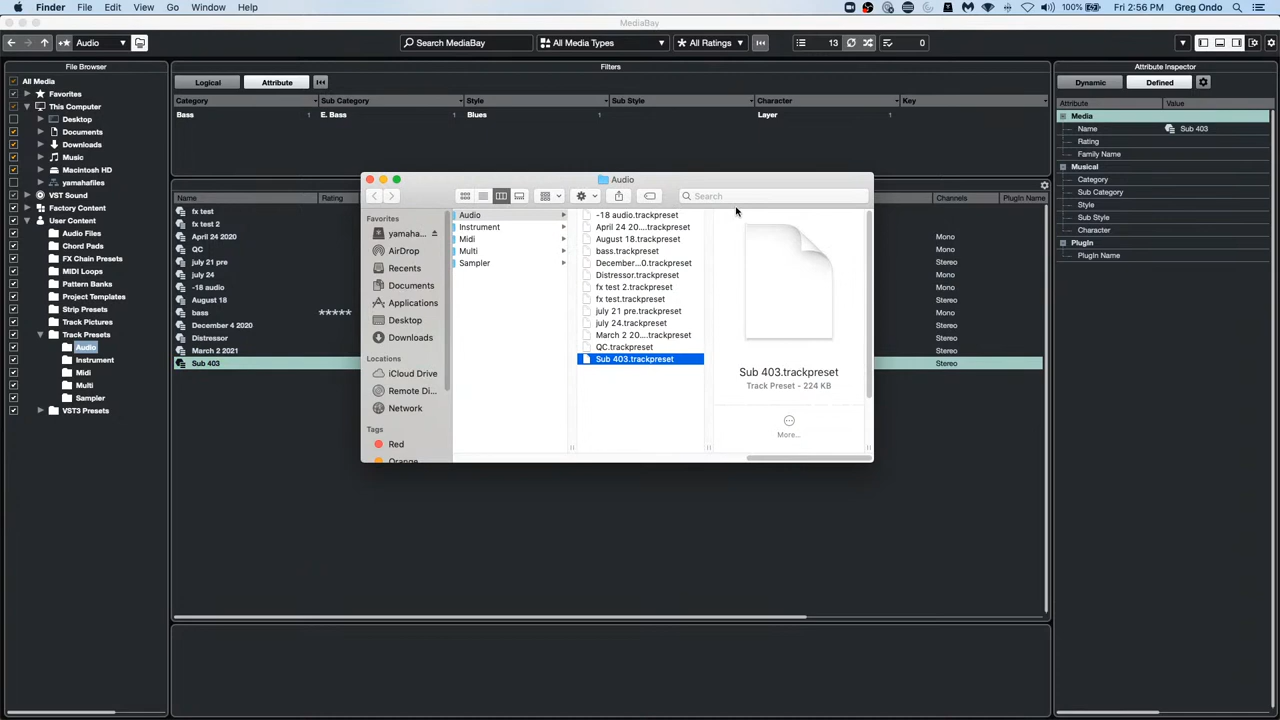 Finder File Edit View Go Window Help 100% Fri 2:56 PM Greg Ondo
MediaBay
Audio Search MediaBay All Media Types All Ratings 13 0
File Browser
All Media
Favorites
This Computer
Desktop
Documents
Downloads
Music
Macintosh HD
yamahafiles
VST Sound
Factory Content
User Content
Audio Files
Chord Pads
FX Chain Presets
MIDI Loops
Pattern Banks
Project Templates
Strip Presets
Track Pictures
Track Presets
Audio
Instrument
Midi
Multi
Sampler
VST3 Presets
Filters
Logical Attribute
Category Sub Category Style Sub Style Character Key
Bass 1 E. Bass 1 Blues 1 Layer 1
Name Rating Channels PlugIn Name
fx test
fx test 2
April 24 2020 Mono
QC Mono
july 21 pre Stereo
july 24 Mono
-18 audio Mono
August 18 Stereo
bass ***** Mono
December 4 2020 Stereo
Distressor Stereo
March 2 2021 Stereo
Sub 403 Stereo
Audio
Search
Favorites
yamaha...
AirDrop
Recents
Documents
Applications
Desktop
Downloads
Locations
iCloud Drive
Remote Di...
Network
Tags
Red
Orange
Audio
Instrument
Midi
Multi
Sampler
-18 audio.trackpreset
April 24 20....trackpreset
August 18.trackpreset
bass.trackpreset
December...0.trackpreset
Distressor.trackpreset
fx test 2.trackpreset
fx test.trackpreset
july 21 pre.trackpreset
july 24.trackpreset
March 2 20....trackpreset
QC.trackpreset
Sub 403.trackpreset
Sub 403.trackpreset
Track Preset - 224 KB
More...
Attribute Inspector
Dynamic Defined
Attribute Value
Media
Name Sub 403
Rating
Family Name
Musical
Category
Sub Category
Style
Sub Style
Character
PlugIn
PlugIn Name